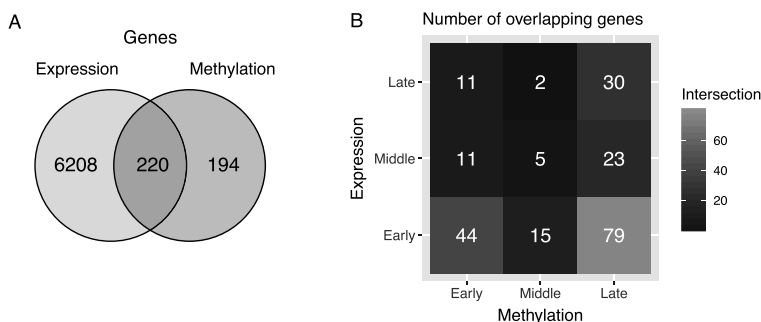 A
Genes
Expression Methylation
6208 220 194
B
Number of overlapping genes
Expression
Late 11 2 30
Middle 11 5 23
Early 44 15 79
Early Middle Late
Methylation
Intersection
60
40
20